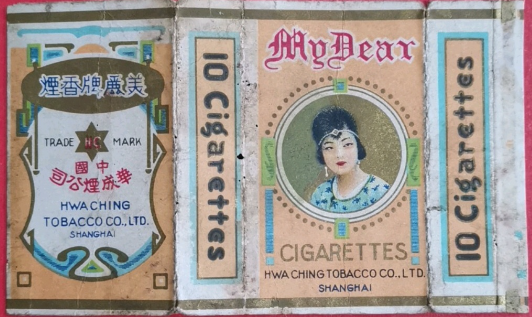 美麗牌香煙
TRADE HC MARK
中國
華成煙公司
HWA CHING
TOBACCO CO., LTD.
SHANGHAI
10 Cigarettes
My Dear
CIGARETTES
HWA CHING TOBACCO CO., LTD.
SHANGHAI
10 Cigarettes